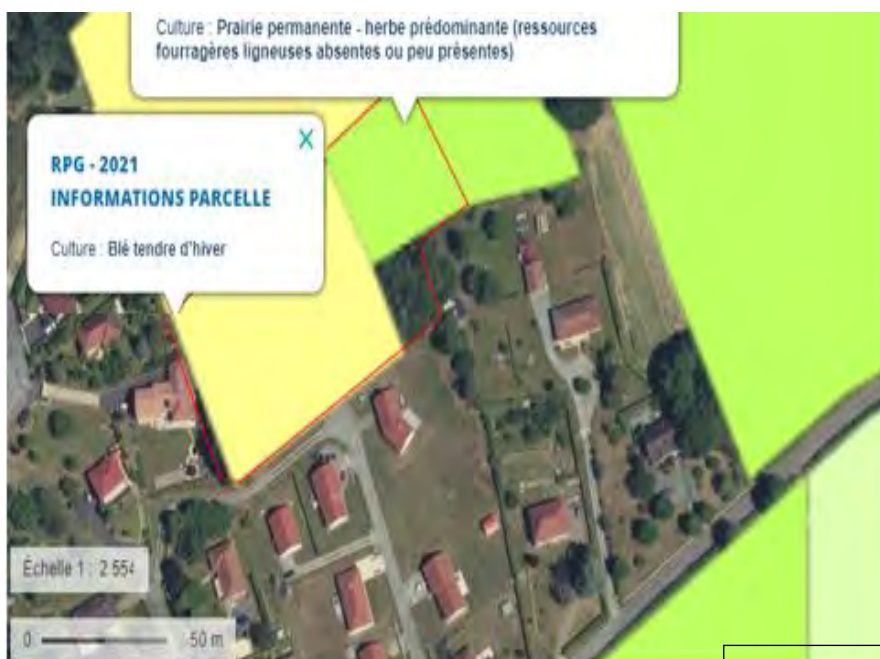 Culture : Prairie permanente - herbe prédominante (ressources
fourragères ligneuses absentes ou peu présentes)
X
RPG - 2021
INFORMATIONS PARCELLE
Culture : Blé tendre d'hiver
Échelle 1 : 2 554
0 50 m